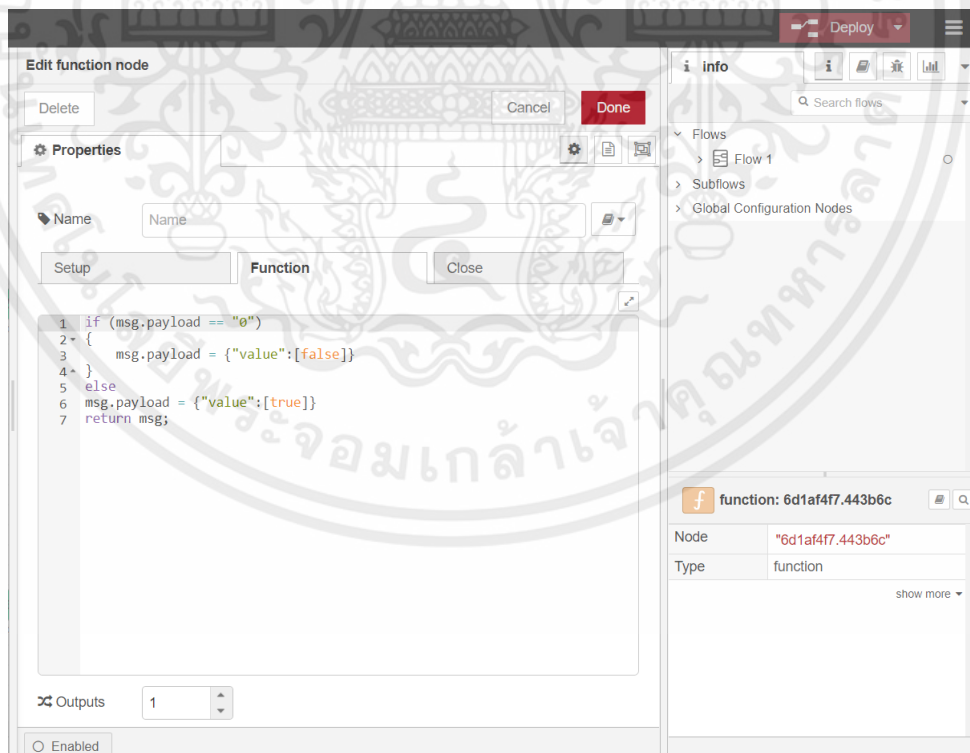 Deploy
Edit function node
i info
i
Delete
Cancel
Done
Search flows
Properties
Flows
Flow 1
Subflows
Global Configuration Nodes
Name
Name
Setup
Function
Close
1 if (msg.payload == "0")
2 {
3 msg.payload = {"value":[false]}
4 }
5 else
6 msg.payload = {"value":[true]}
7 return msg;
function: 6d1af4f7.443b6c
Node "6d1af4f7.443b6c"
Type function
show more
Outputs
1
Enabled